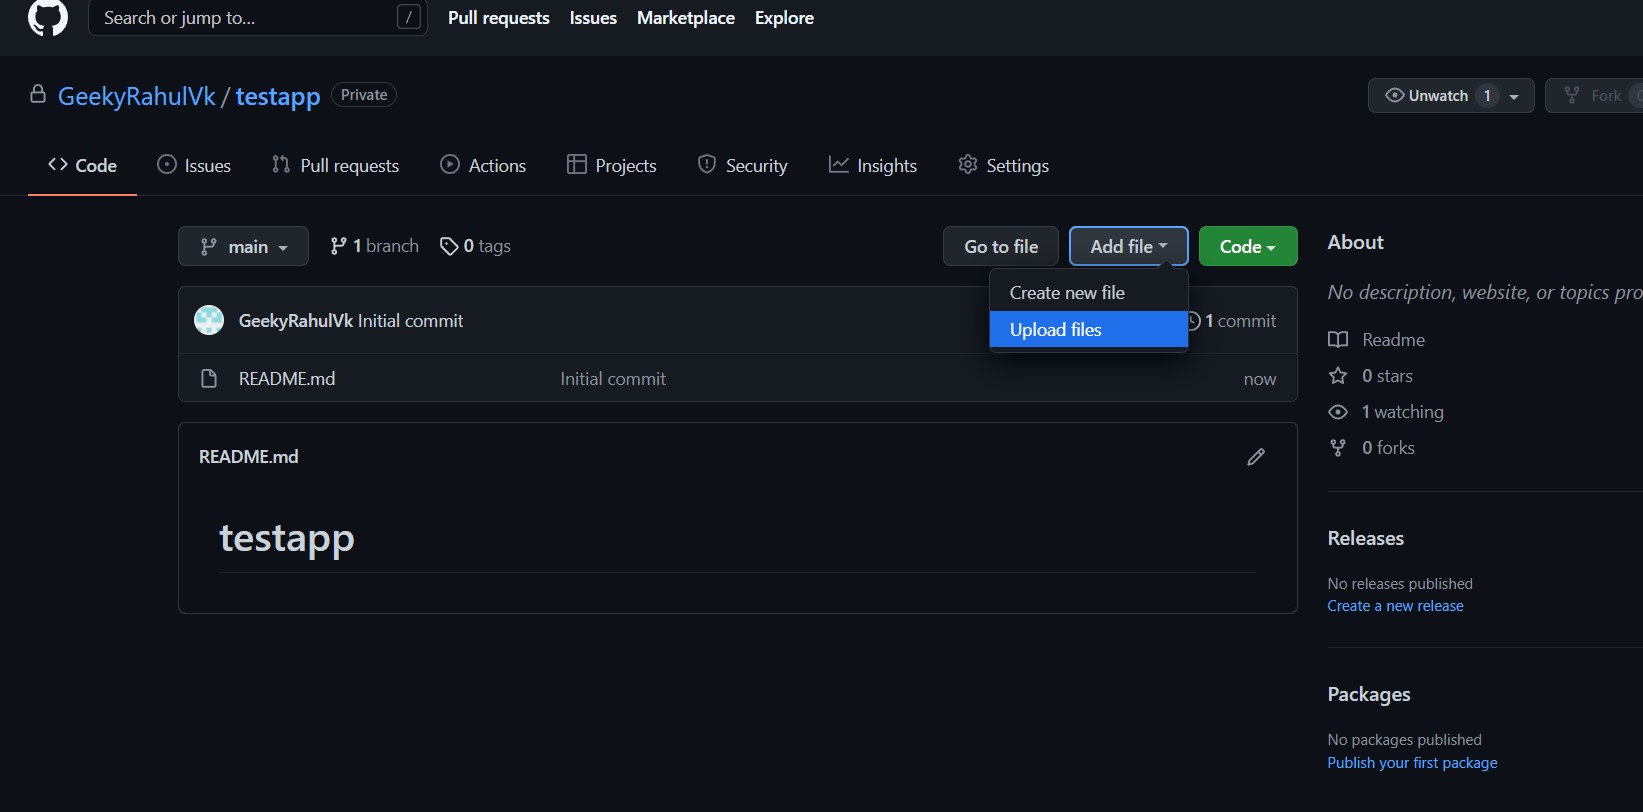 Search or jump to... /
Pull requests Issues Marketplace Explore
GeekyRahulVk / testapp Private
Unwatch 1 Fork
Code Issues Pull requests Actions Projects Security Insights Settings
main 1 branch 0 tags
Go to file Add file Code
Create new file
Upload files
GeekyRahulVk Initial commit 1 commit
README.md Initial commit now
README.md
testapp
About
No description, website, or topics pro
Readme
0 stars
1 watching
0 forks
Releases
No releases published
Create a new release
Packages
No packages published
Publish your first package